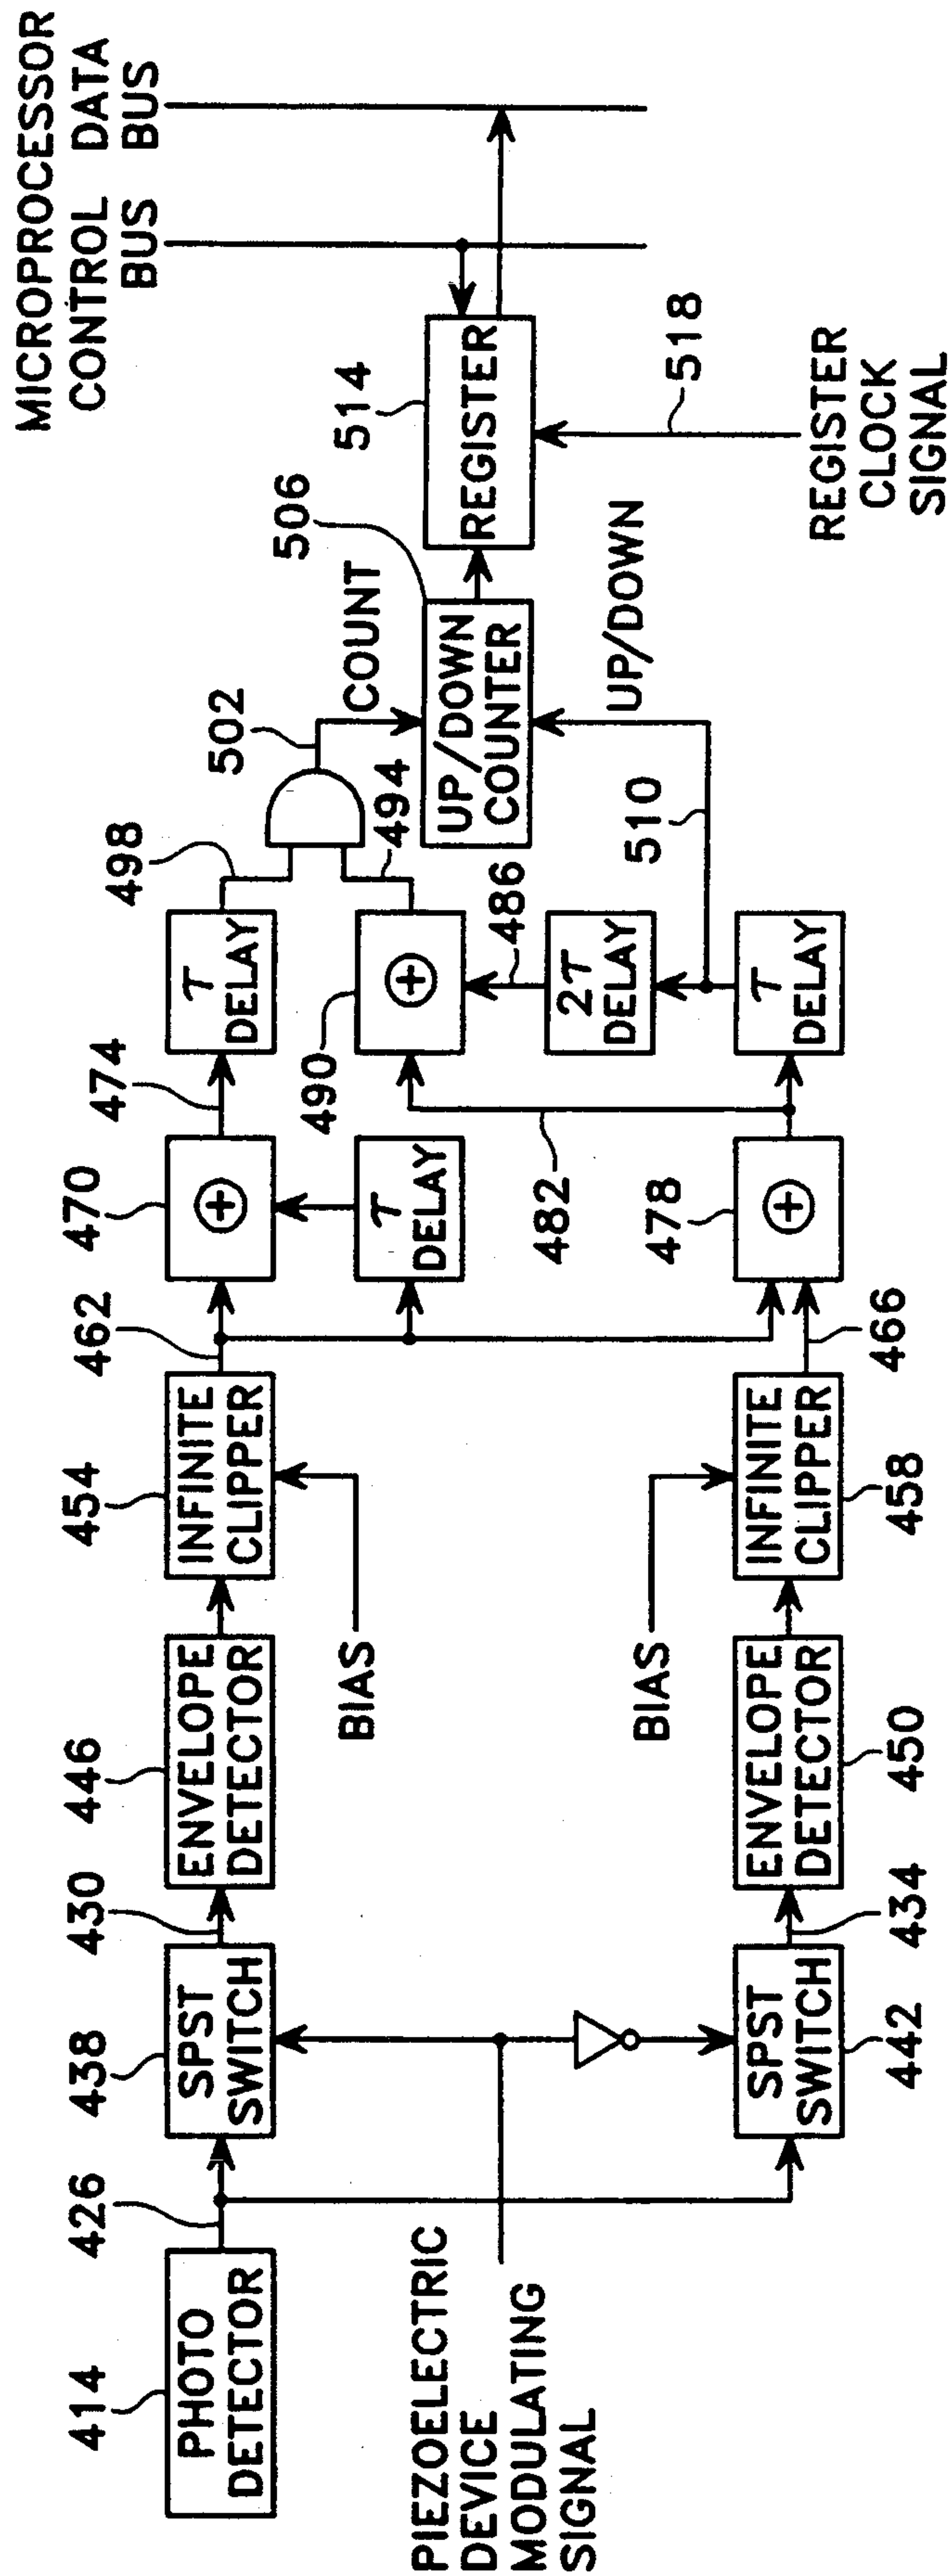 MICROPROCESSOR
CONTROL DATA
BUS BUS
414
PHOTO
DETECTOR
426
438
SPST
SWITCH
430
446
ENVELOPE
DETECTOR
454
INFINITE
CLIPPER
462
470
+
474
τ
DELAY
498
502
COUNT
506
514
REGISTER
BIAS
τ
DELAY
490
+
494
UP/DOWN
COUNTER
486
2τ
DELAY
482
510
UP/DOWN
518
REGISTER
CLOCK
SIGNAL
PIEZOELECTRIC
DEVICE
MODULATING
SIGNAL
BIAS
SPST
SWITCH
442
434
ENVELOPE
DETECTOR
450
INFINITE
CLIPPER
458
466
478
+
τ
DELAY